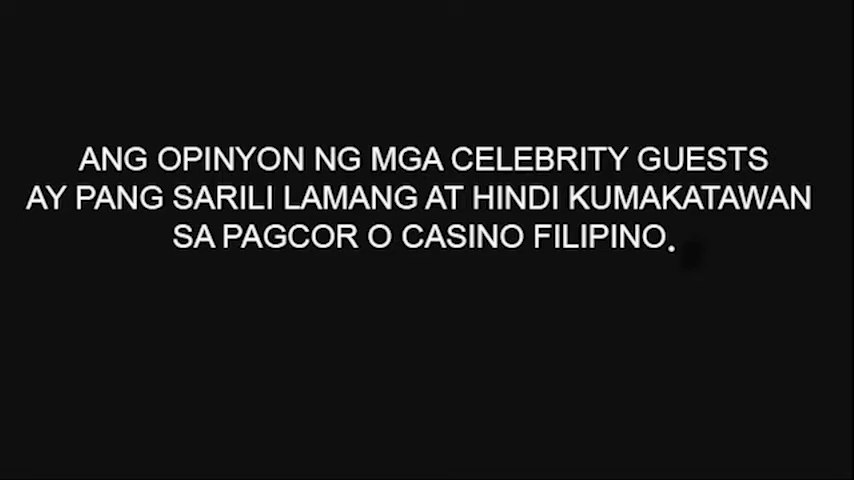 ANG OPINYON NG MGA CELEBRITY GUESTS
AY PANG SARILI LAMANG AT HINDI KUMAKATAWAN
SA PAGCOR O CASINO FILIPINO.